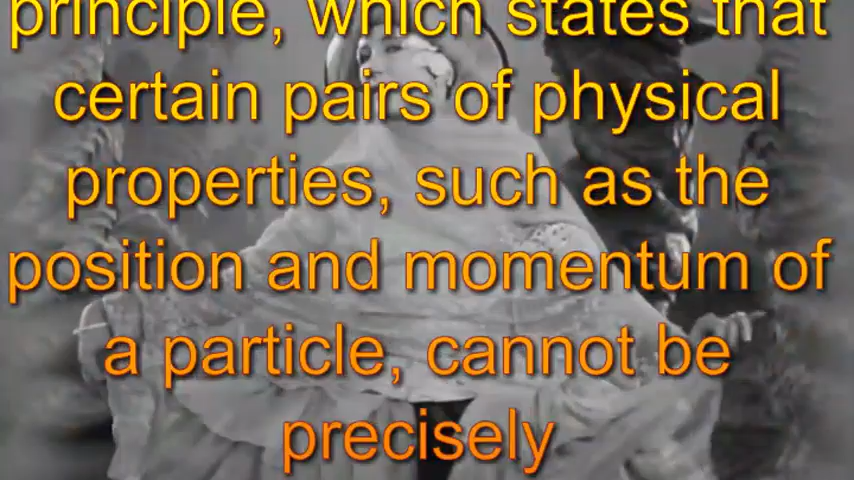 principle, which states that
certain pairs of physical
properties, such as the
position and momentum of
a particle, cannot be
precisely